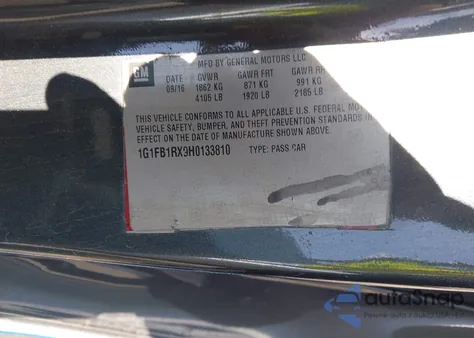 GM
MFD BY GENERAL MOTORS LLC
DATE GVWR GAWR FRT GAWR RR
09/16 1862 KG 871 KG 991 KG
4105 LB 1920 LB 2185 LB
THIS VEHICLE CONFORMS TO ALL APPLICABLE U.S. FEDERAL MOTOR
VEHICLE SAFETY, BUMPER, AND THEFT PREVENTION STANDARDS IN
EFFECT ON THE DATE OF MANUFACTURE SHOWN ABOVE.
1G1FB1RX3H0133810 TYPE: PASS CAR
autoSnap